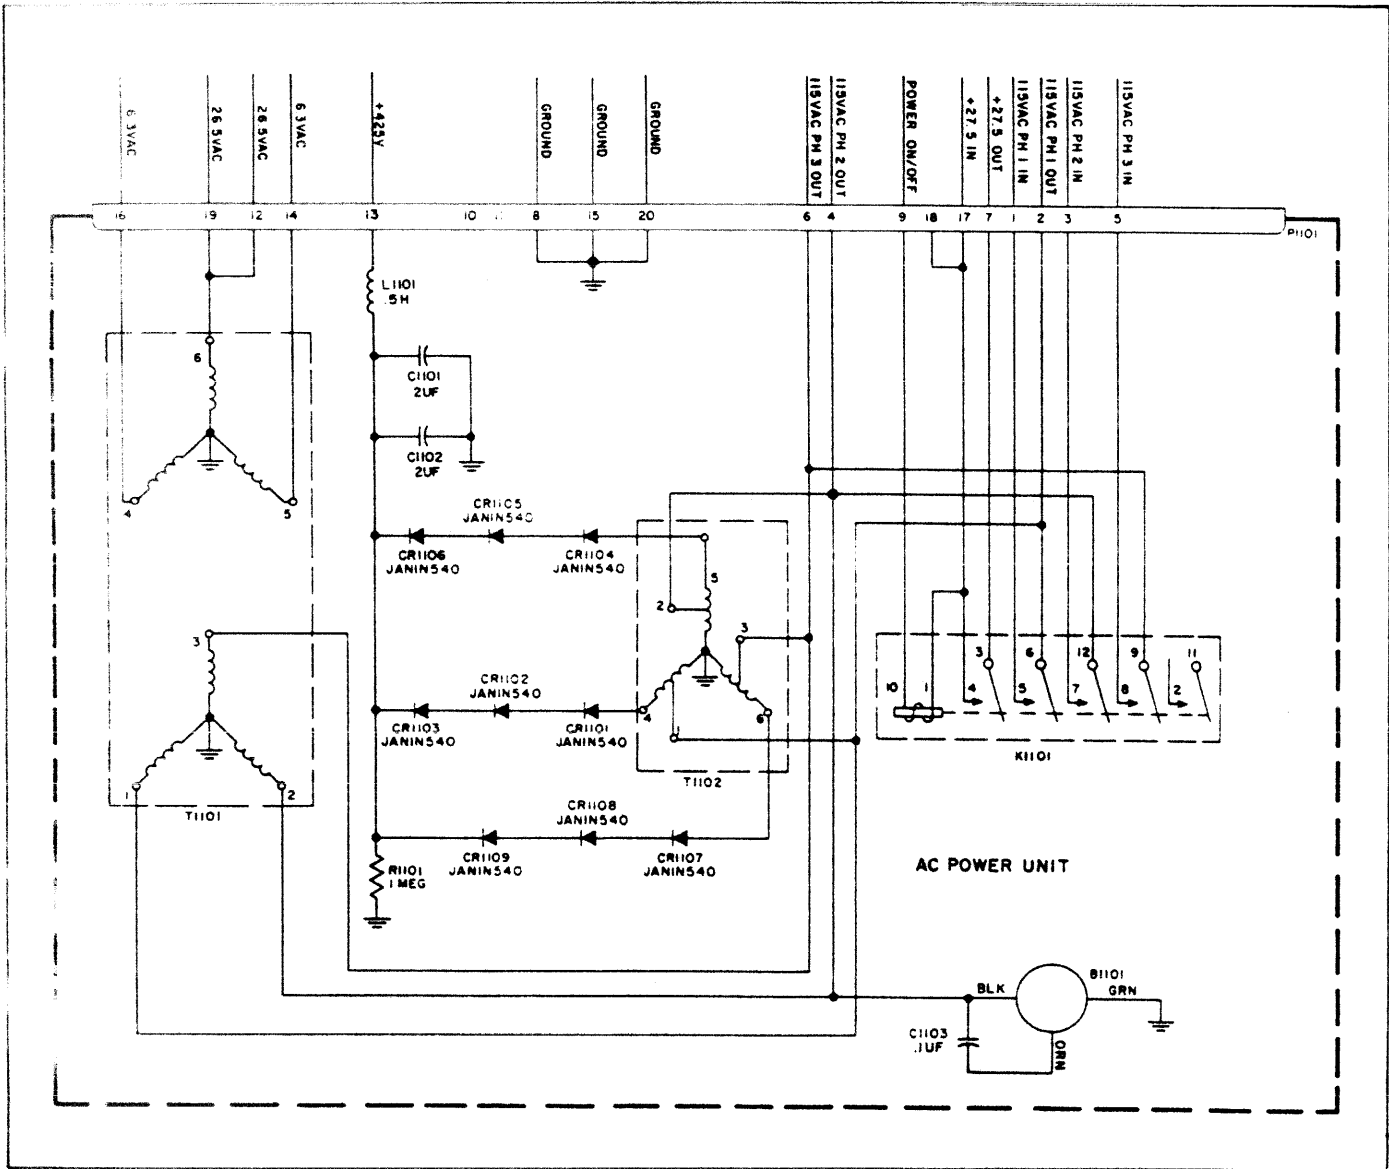 6.3VAC
26.5VAC
26.5VAC
6.3VAC
+425V
GROUND
GROUND
GROUND
115VAC PH 3 OUT
115VAC PH 2 OUT
POWER ON/OFF
+27.5 IN
+27.5 OUT
115VAC PH 1 IN
115VAC PH 1 OUT
115VAC PH 2 IN
115VAC PH 3 IN
16 19 12 14 13 10 8 15 20 6 4 9 18 17 7 1 2 3 5
P1101
L1101
.5H
6
C1101
2UF
C1102
2UF
4
5
CR1105
JAN1N540
CR1106
JAN1N540
CR1104
JAN1N540
5
2
3
3
CR1102
JAN1N540
CR1103
JAN1N540
CR1101
JAN1N540
4
6
1
T1102
3 6 12 9 11
10 1 4 5 7 8 2
K1101
1
2
T1101
CR1108
JAN1N540
CR1109
JAN1N540
CR1107
JAN1N540
R1101
1 MEG
AC POWER UNIT
BLK
B1101
GRN
C1103
.1UF
ORN